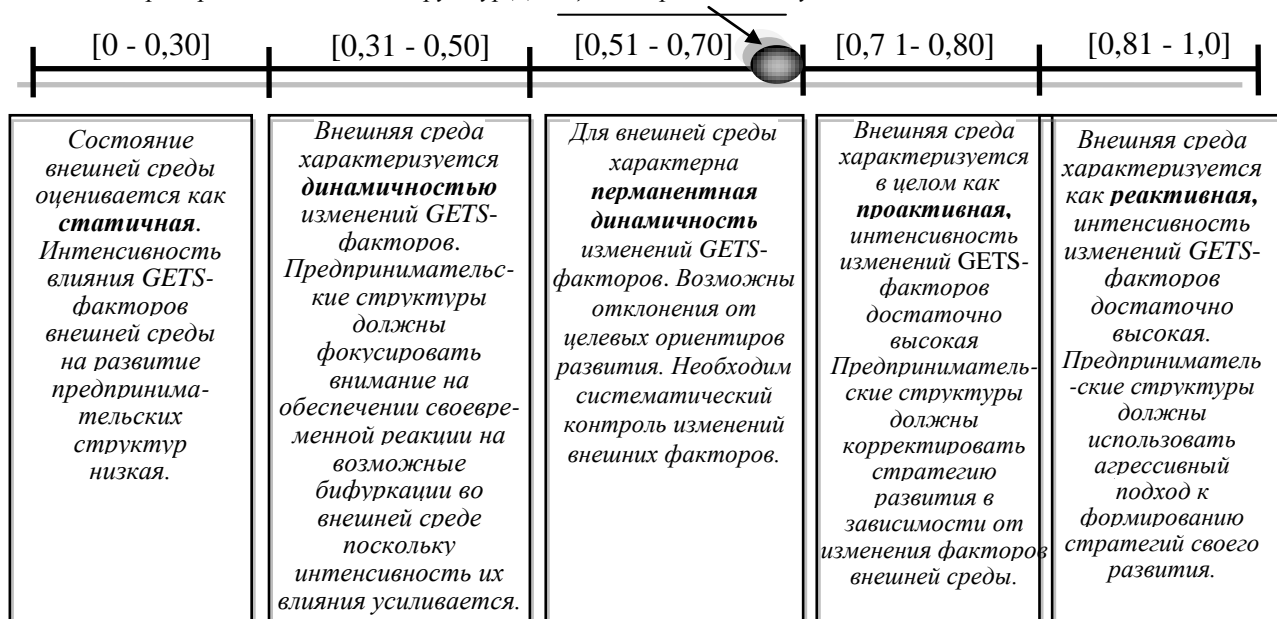 [0 - 0,30]
[0,31 - 0,50]
[0,51 - 0,70]
[0,7 1- 0,80]
[0,81 - 1,0]
Состояние
внешней среды
оценивается как
статичная.
Интенсивность
влияния GETS-
факторов
внешней среды
на развитие
предпринима-
тельских
структур
низкая.
Внешняя среда
характеризуется
динамичностью
изменений GETS-
факторов.
Предпринимательс-
кие структуры
должны
фокусировать
внимание на
обеспечении своевре-
менной реакции на
возможные
бифуркации во
внешней среде
поскольку
интенсивность их
влияния усиливается.
Для внешней среды
характерна
перманентная
динамичность
изменений GETS-
факторов. Возможны
отклонения от
целевых ориентиров
развития. Необходим
систематический
контроль изменений
внешних факторов.
Внешняя среда
характеризуется
в целом как
проактивная,
интенсивность
изменений GETS-
факторов
достаточно
высокая
Предприниматель-
ские структуры
должны
корректировать
стратегию
развития в
зависимости от
изменения факторов
внешней среды.
Внешняя среда
характеризуется
как реактивная,
интенсивность
изменений GETS-
факторов
достаточно
высокая.
Предприниматель
-ские структуры
должны
использовать
агрессивный
подход к
формированию
стратегий своего
развития.